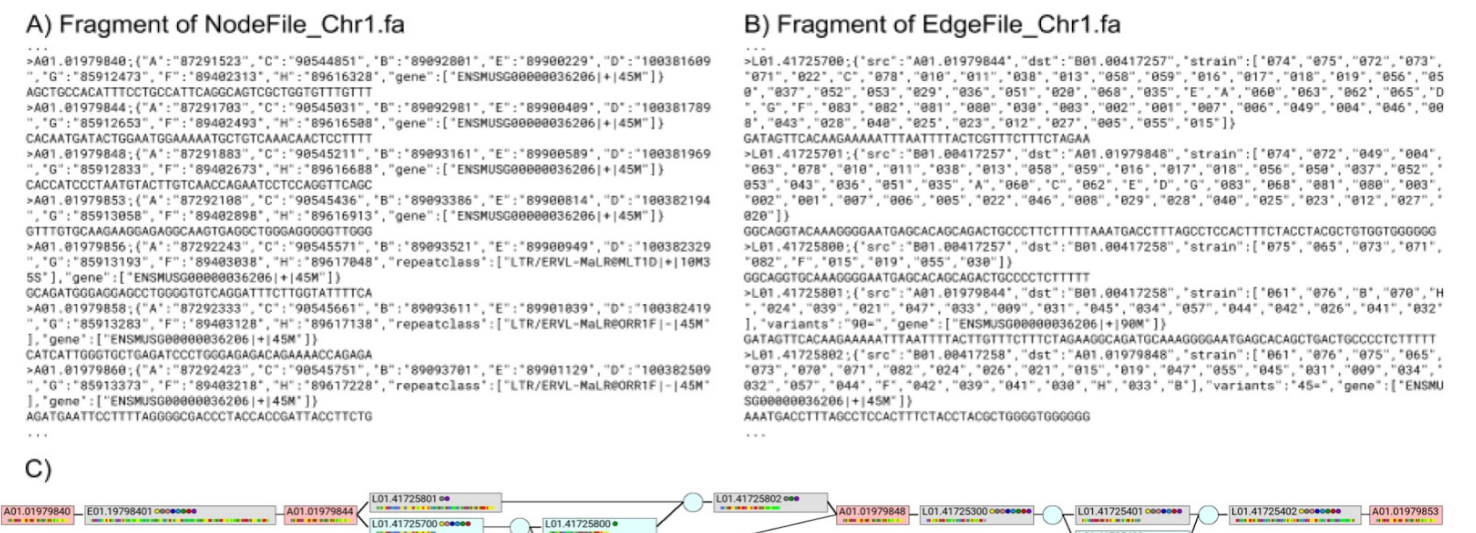 A) Fragment of NodeFile_Chr1.fa
...
>A01.01979840;{"A":"87291523","C":"90544851","B":"89092801","E":"89900229","D":"100381609
","G":"85912473","F":"89402313","H":"89616328","gene":["ENSMUSG00000036206|+|45M"]}
AGCTGCCACATTTCCTGCCATTCAGGCAGTCGCTGGTGTTTGTTT
>A01.01979844;{"A":"87291703","C":"90545031","B":"89092981","E":"89900409","D":"100381789
","G":"85912653","F":"89402493","H":"89616508","gene":["ENSMUSG00000036206|+|45M"]}
CACAATGATACTGGAATGGAAAAATGCTGTCAAACAACTCCTTTT
>A01.01979848;{"A":"87291883","C":"90545211","B":"89093161","E":"89900589","D":"100381969
","G":"85912833","F":"89402673","H":"89616688","gene":["ENSMUSG00000036206|+|45M"]}
CACCATCCCTAATGTACTTGTCAACCAGAATCCTCCAGGTTCAGC
>A01.01979853;{"A":"87292108","C":"90545436","B":"89093386","E":"89900814","D":"100382194
","G":"85913058","F":"89402898","H":"89616913","gene":["ENSMUSG00000036206|+|45M"]}
GTTTGTGCAAGAAGGAGAGGCAAGTGAGGCTGGGAGGGGGTTGGG
>A01.01979856;{"A":"87292243","C":"90545571","B":"89093521","E":"89900949","D":"100382329
","G":"85913193","F":"89403038","H":"89617048","repeatclass":["LTR/ERVL-MaLR@MLT1D|+|10M3
5S"],"gene":["ENSMUSG00000036206|+|45M"]}
GCAGATGGGAGGAGCCTGGGGTGTCAGGATTTCTTGGTATTTTCA
>A01.01979858;{"A":"87292333","C":"90545661","B":"89093611","E":"89901039","D":"100382419
","G":"85913283","F":"89403128","H":"89617138","repeatclass":["LTR/ERVL-MaLR@ORR1F|-|45M"
],"gene":["ENSMUSG00000036206|+|45M"]}
CATCATTGGGTGCTGAGATCCCTGGGAGAGACAGAAAACCAGAGA
>A01.01979860;{"A":"87292423","C":"90545751","B":"89093701","E":"89901129","D":"100382509
","G":"85913373","F":"89403218","H":"89617228","repeatclass":["LTR/ERVL-MaLR@ORR1F|-|45M"
],"gene":["ENSMUSG00000036206|+|45M"]}
AGATGAATTCCTTTTAGGGGCGACCCTACCACCGATTACCTTCTG
...
B) Fragment of EdgeFile_Chr1.fa
...
>L01.41725700;{"src":"A01.01979844","dst":"B01.00417257","strain":["074","075","072","073",
"071","022","C","078","010","011","038","013","058","059","016","017","018","019","056","05
0","037","052","053","029","036","051","020","068","035","E","A","060","063","062","065","D
","G","F","083","082","081","080","030","003","002","001","007","006","049","004","046","00
8","043","028","040","025","023","012","027","005","055","015"]}
GATAGTTCACAAGAAAAATTTAATTTTACTCGTTTCTTTCTAGAA
>L01.41725701;{"src":"B01.00417257","dst":"A01.01979848","strain":["074","072","049","004",
"063","078","010","011","038","013","058","059","016","017","018","056","050","037","052",
"053","043","036","051","035","A","060","C","062","E","D","G","083","068","081","080","003",
"002","001","007","006","005","022","046","008","029","028","040","025","023","012","027",
"020"]}
GGCAGGTACAAAGGGGAATGAGCACAGCAGACTGCCCTTCTTTTTAAATGACCTTTAGCCTCCACTTTCTACCTACGCTGTGGTGGGGGG
>L01.41725800;{"src":"B01.00417257","dst":"B01.00417258","strain":["075","065","073","071",
"082","F","015","019","055","030"]}
GGCAGGTGCAAAGGGGAATGAGCACAGCAGACTGCCCCTCTTTTT
>L01.41725801;{"src":"A01.01979844","dst":"B01.00417258","strain":["061","076","B","070","H
","024","039","021","047","033","009","031","045","034","057","044","042","026","041","032"
],"variants":"90=","gene":["ENSMUSG00000036206|+|90M"]}
GATAGTTCACAAGAAAAATTTAATTTTACTTGTTTCTTTCTAGAAGGCAGATGCAAAGGGGAATGAGCACAGCTGACTGCCCCTCTTTTT
>L01.41725802;{"src":"B01.00417258","dst":"A01.01979848","strain":["061","076","075","065",
"073","070","071","082","024","026","021","015","019","047","055","045","031","009","034",
"032","057","044","F","042","039","041","030","H","033","B"],"variants":"45=","gene":["ENSMU
SG00000036206|+|45M"]}
AAATGACCTTTAGCCTCCACTTTCTACCTACGCTGGGGTGGGGGG
...
C)
L01.41725801
L01.41725802
A01.01979840
E01.19798401
A01.01979844
A01.01979848
L01.41725300
L01.41725401
L01.41725402
A01.01979853
L01.41725700
L01.41725800